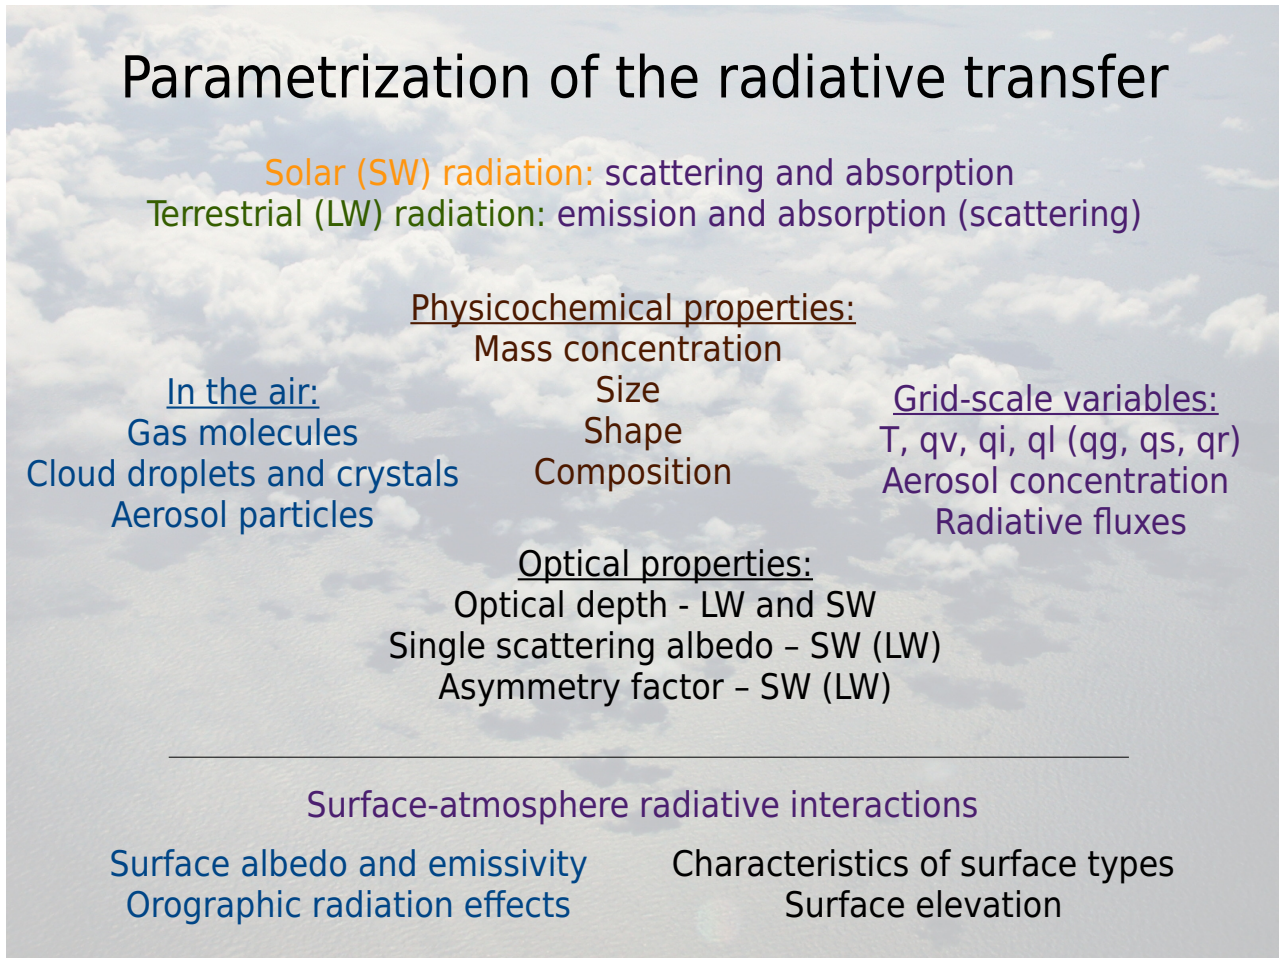 Parametrization of the radiative transfer
Solar (SW) radiation: scattering and absorption
Terrestrial (LW) radiation: emission and absorption (scattering)
Physicochemical properties:
Mass concentration
Size
Shape
Composition
In the air:
Gas molecules
Cloud droplets and crystals
Aerosol particles
Grid-scale variables:
T, qv, qi, ql (qg, qs, qr)
Aerosol concentration
Radiative fluxes
Optical properties:
Optical depth - LW and SW
Single scattering albedo – SW (LW)
Asymmetry factor – SW (LW)
Surface-atmosphere radiative interactions
Surface albedo and emissivity
Orographic radiation effects
Characteristics of surface types
Surface elevation